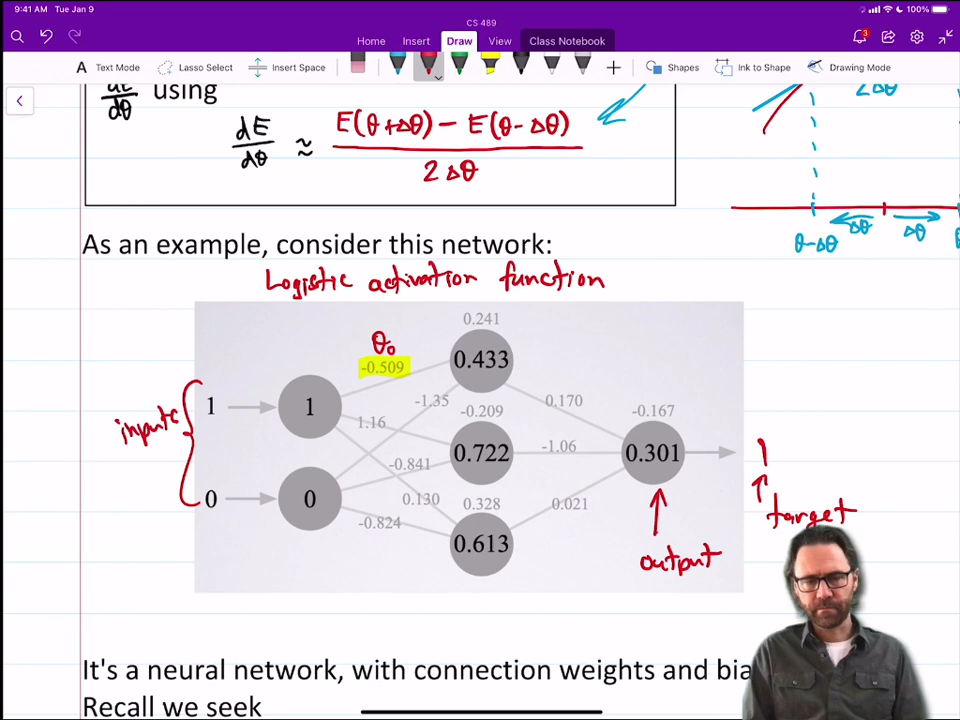 9:41 AM Tue Jan 9
100%
CS 489
Home Insert Draw View Class Notebook
3
A Text Mode Lasso Select Insert Space Shapes Ink to Shape Drawing Mode
dE/dθ using
dE/dθ ≈ E(θ+Δθ) - E(θ-Δθ) / 2Δθ
2Δθ
θ-Δθ Δθ Δθ
As an example, consider this network:
Logistic activation function
0.241
θ₀
-0.509
0.433
1 1
-1.35 -0.209 0.170 -0.167
1.16
inputs
0.722 -1.06 0.301 1
-0.841
0 0
0.130 0.328 0.021
-0.824
target
0.613
output
It's a neural network, with connection weights and bia
Recall we seek